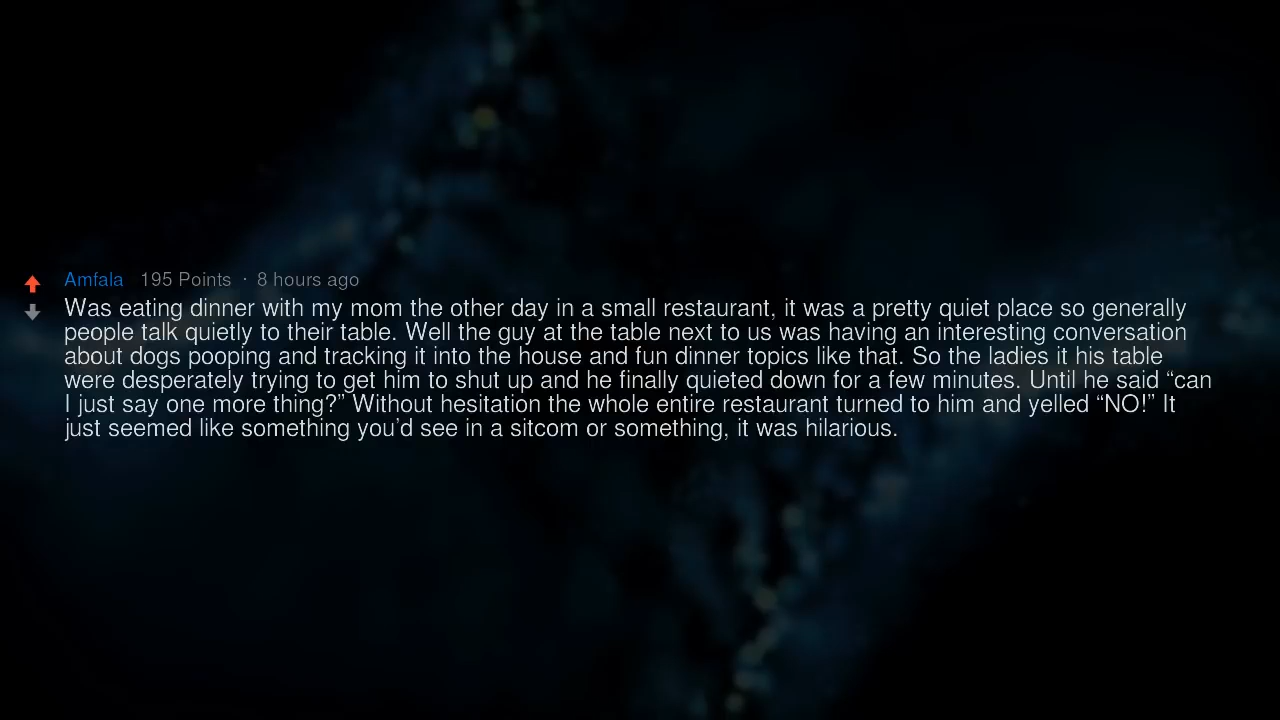 Amfala 195 Points · 8 hours ago
Was eating dinner with my mom the other day in a small restaurant, it was a pretty quiet place so generally
people talk quietly to their table. Well the guy at the table next to us was having an interesting conversation
about dogs pooping and tracking it into the house and fun dinner topics like that. So the ladies it his table
were desperately trying to get him to shut up and he finally quieted down for a few minutes. Until he said “can
I just say one more thing?” Without hesitation the whole entire restaurant turned to him and yelled “NO!” It
just seemed like something you’d see in a sitcom or something, it was hilarious.